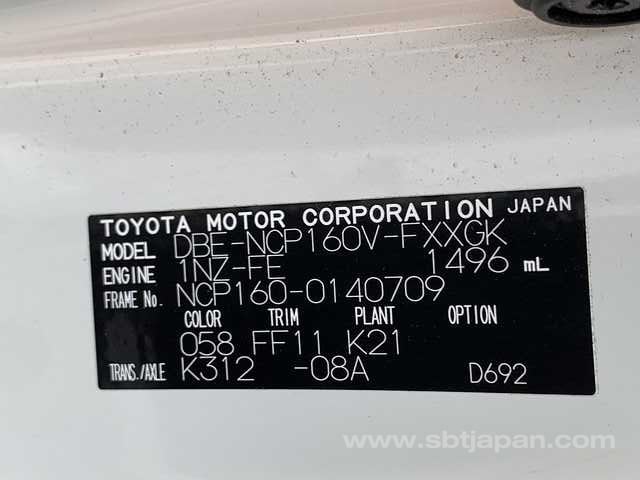 TOYOTA MOTOR CORPORATION JAPAN
MODEL DBE-NCP160V-FXXGK
ENGINE 1NZ-FE 1496 mL
FRAME No. NCP160-0140709
COLOR TRIM PLANT OPTION
058 FF11 K21
TRANS./AXLE K312 -08A D692
www.sbtjapan.com